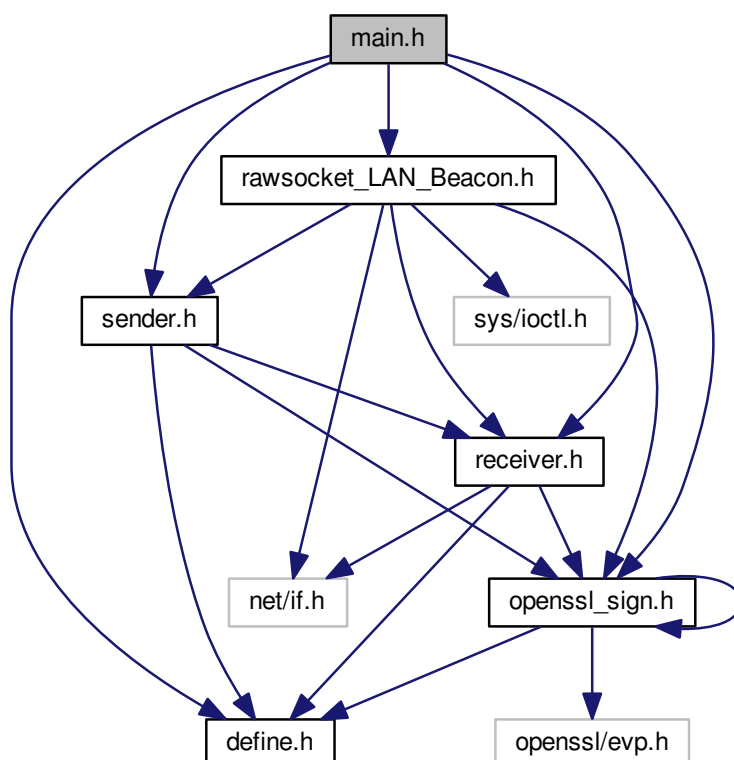 main.h
rawsocket_LAN_Beacon.h
sender.h
sys/ioctl.h
receiver.h
net/if.h
openssl_sign.h
define.h
openssl/evp.h